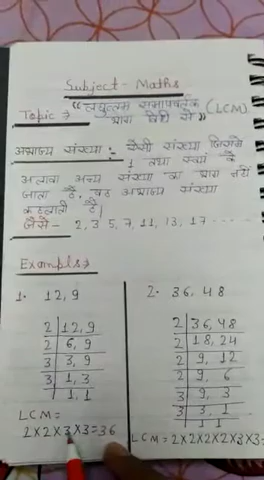 Subject - Maths
Topic :- "लघुत्तम समापवर्तक (LCM)
भाग विधि से"
अभाज्य संख्या :- ऐसी संख्या जिसमे
1 तथा स्वयं के
अलावा अन्य संख्या का भाग नहीं
जाता है। वह अभाज्य संख्या
कहलाती है।
जैसे - 2, 3, 5, 7, 11, 13, 17 - - - -
Exampls →
1. 12, 9
2 | 12, 9
2 | 6, 9
3 | 3, 9
3 | 1, 3
1, 1
LCM =
2×2×3×3=36
2. 36, 48
2 | 36, 48
2 | 18, 24
2 | 9, 12
2 | 9, 6
3 | 9, 3
3 | 3, 1
1, 1
LCM = 2×2×2×2×3×3=